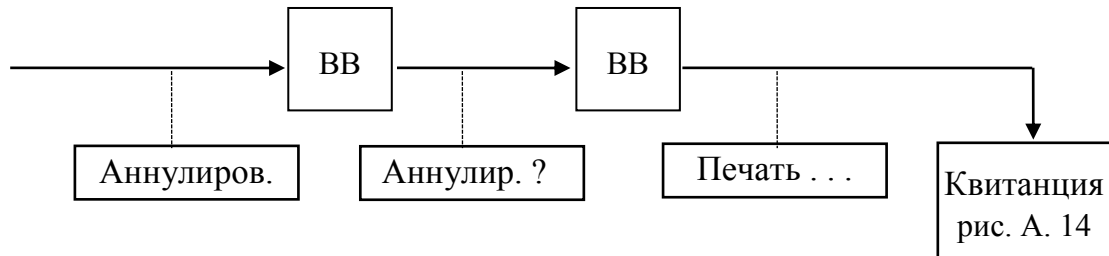 ВВ
ВВ
Аннулиров.
Аннулир. ?
Печать . . .
Квитанция
рис. А. 14